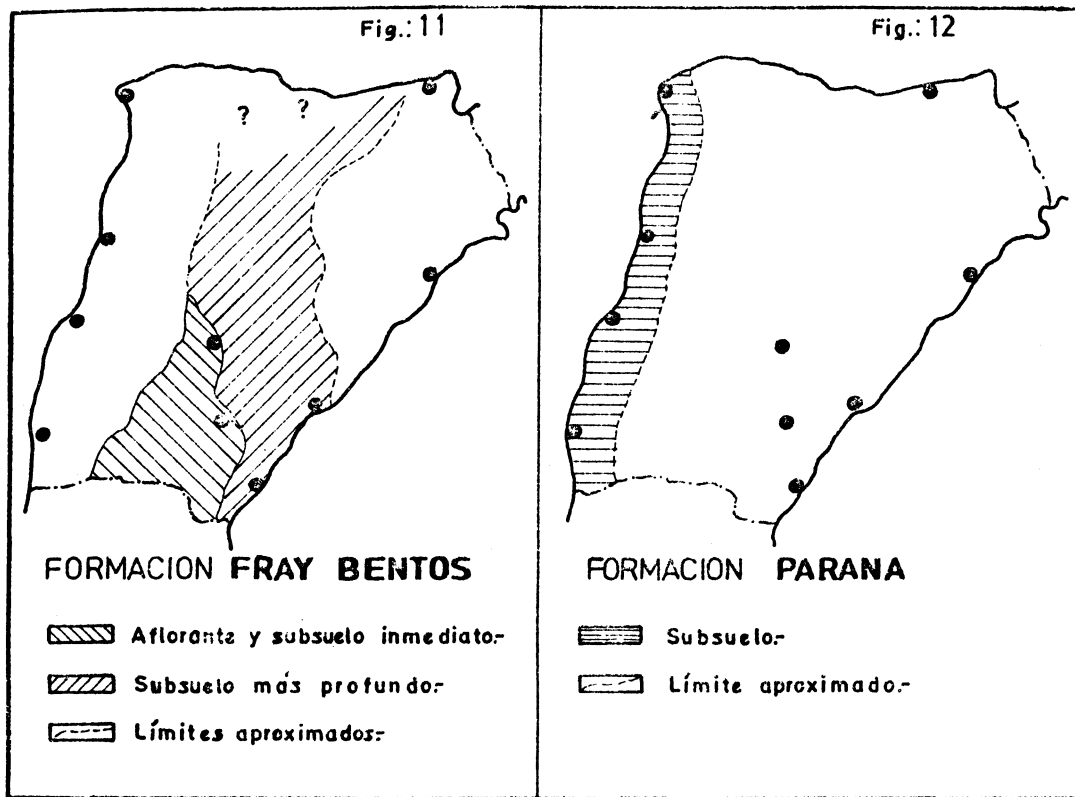 Fig.: 11
? ?
FORMACION FRAY BENTOS
Aflorante y subsuelo inmediato.-
Subsuelo más profundo.-
Límites aproximados.-
Fig.: 12
FORMACION PARANA
Subsuelo.-
Límite aproximado.-